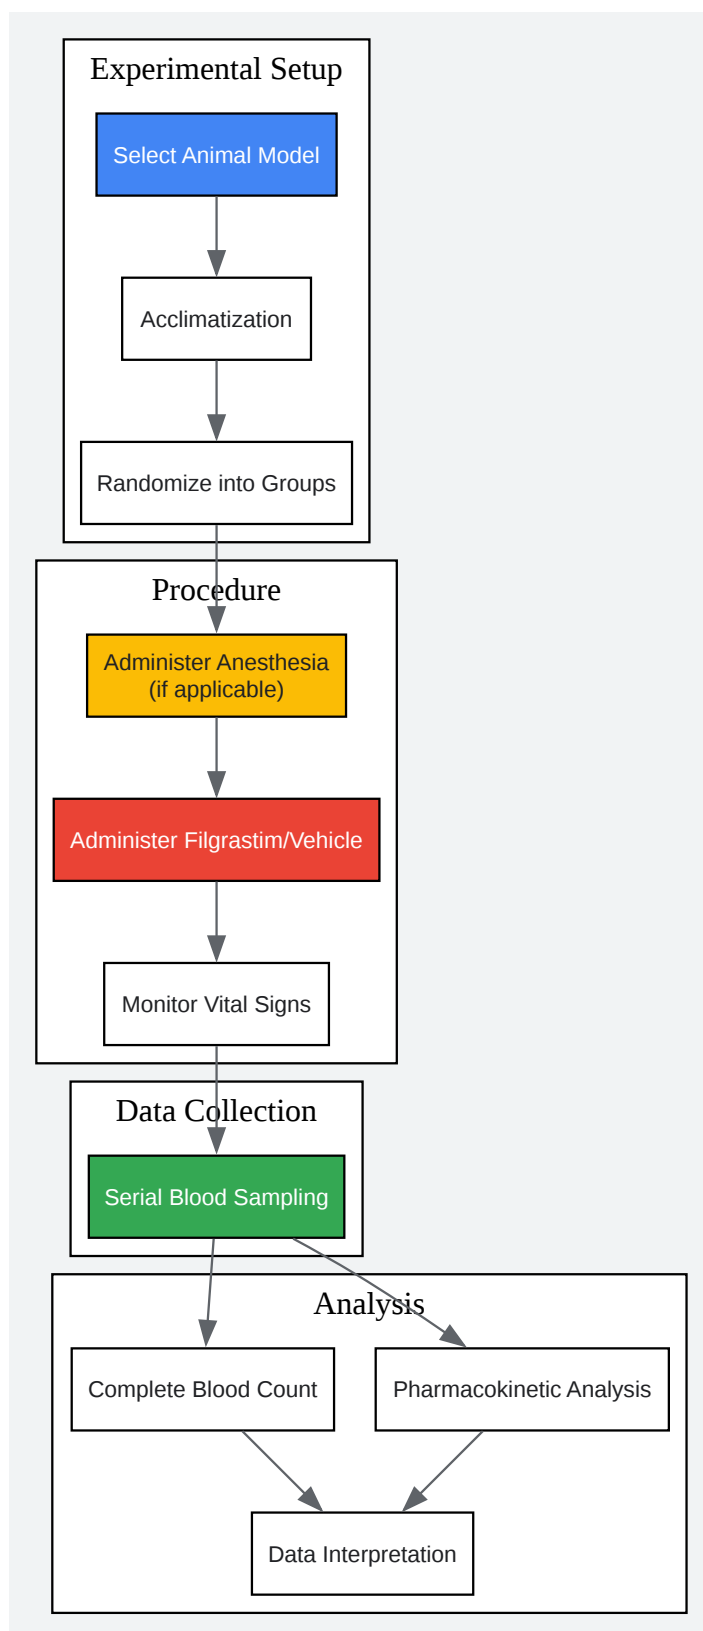 Experimental Setup
Select Animal Model
Acclimatization
Randomize into Groups
Procedure
Administer Anesthesia
(if applicable)
Administer Filgrastim/Vehicle
Monitor Vital Signs
Data Collection
Serial Blood Sampling
Analysis
Complete Blood Count
Pharmacokinetic Analysis
Data Interpretation